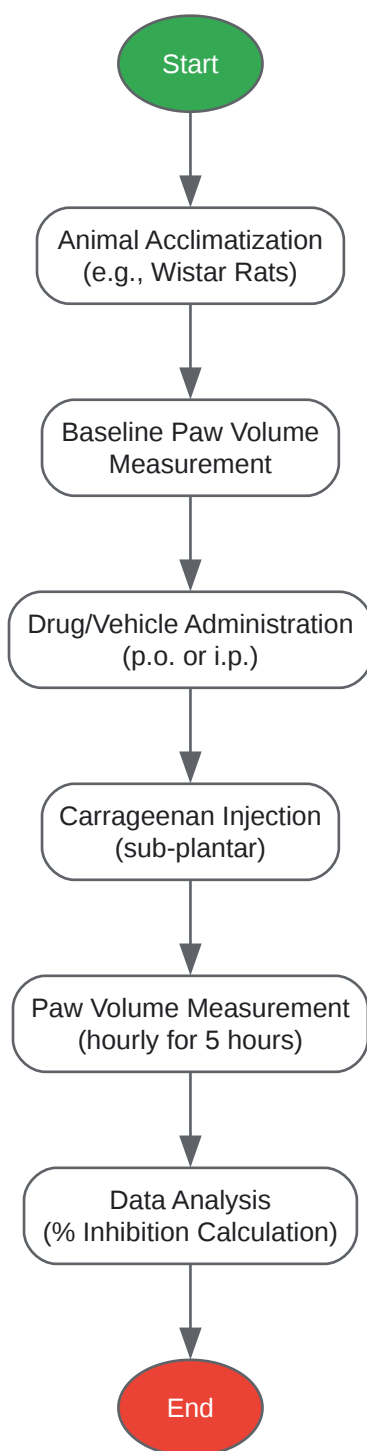 Start
Animal Acclimatization
(e.g., Wistar Rats)
Baseline Paw Volume
Measurement
Drug/Vehicle Administration
(p.o. or i.p.)
Carrageenan Injection
(sub-plantar)
Paw Volume Measurement
(hourly for 5 hours)
Data Analysis
(% Inhibition Calculation)
End